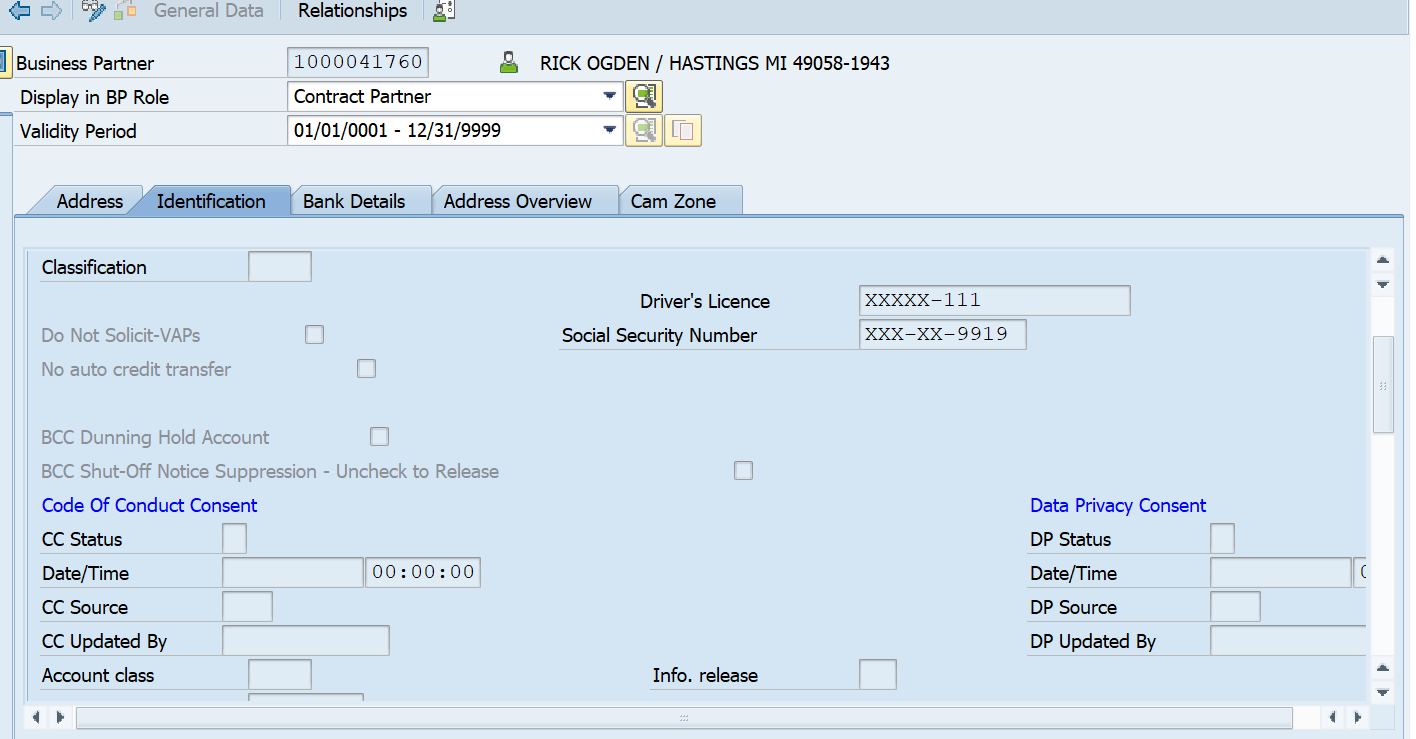 General Data Relationships
Business Partner 1000041760 RICK OGDEN / HASTINGS MI 49058-1943
Display in BP Role Contract Partner
Validity Period 01/01/0001 - 12/31/9999
Address Identification Bank Details Address Overview Cam Zone
Classification
Driver's Licence XXXXX-111
Do Not Solicit-VAPs Social Security Number XXX-XX-9919
No auto credit transfer
BCC Dunning Hold Account
BCC Shut-Off Notice Suppression - Uncheck to Release
Code Of Conduct Consent Data Privacy Consent
CC Status DP Status
Date/Time 00:00:00 Date/Time
CC Source DP Source
CC Updated By DP Updated By
Account class Info. release